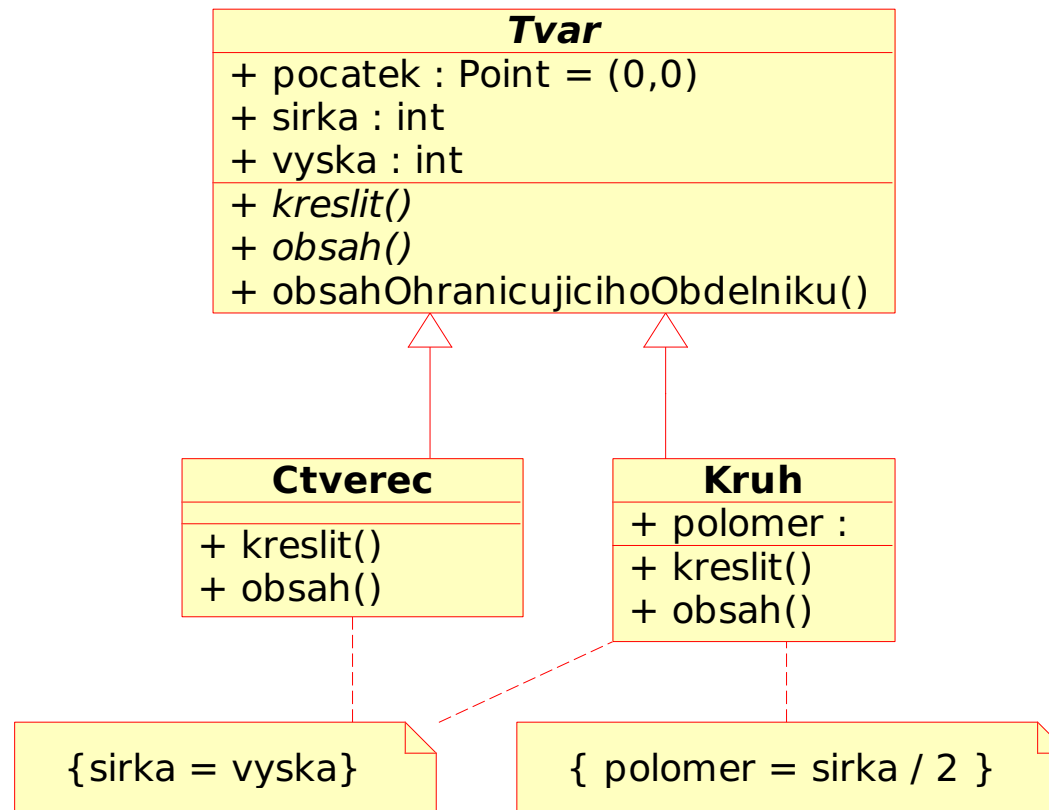 Tvar
+ pocatek : Point = (0,0)
+ sirka : int
+ vyska : int
+ kreslit()
+ obsah()
+ obsahOhranicujicihoObdelniku()
Ctverec
+ kreslit()
+ obsah()
Kruh
+ polomer :
+ kreslit()
+ obsah()
{sirka = vyska}
{ polomer = sirka / 2 }